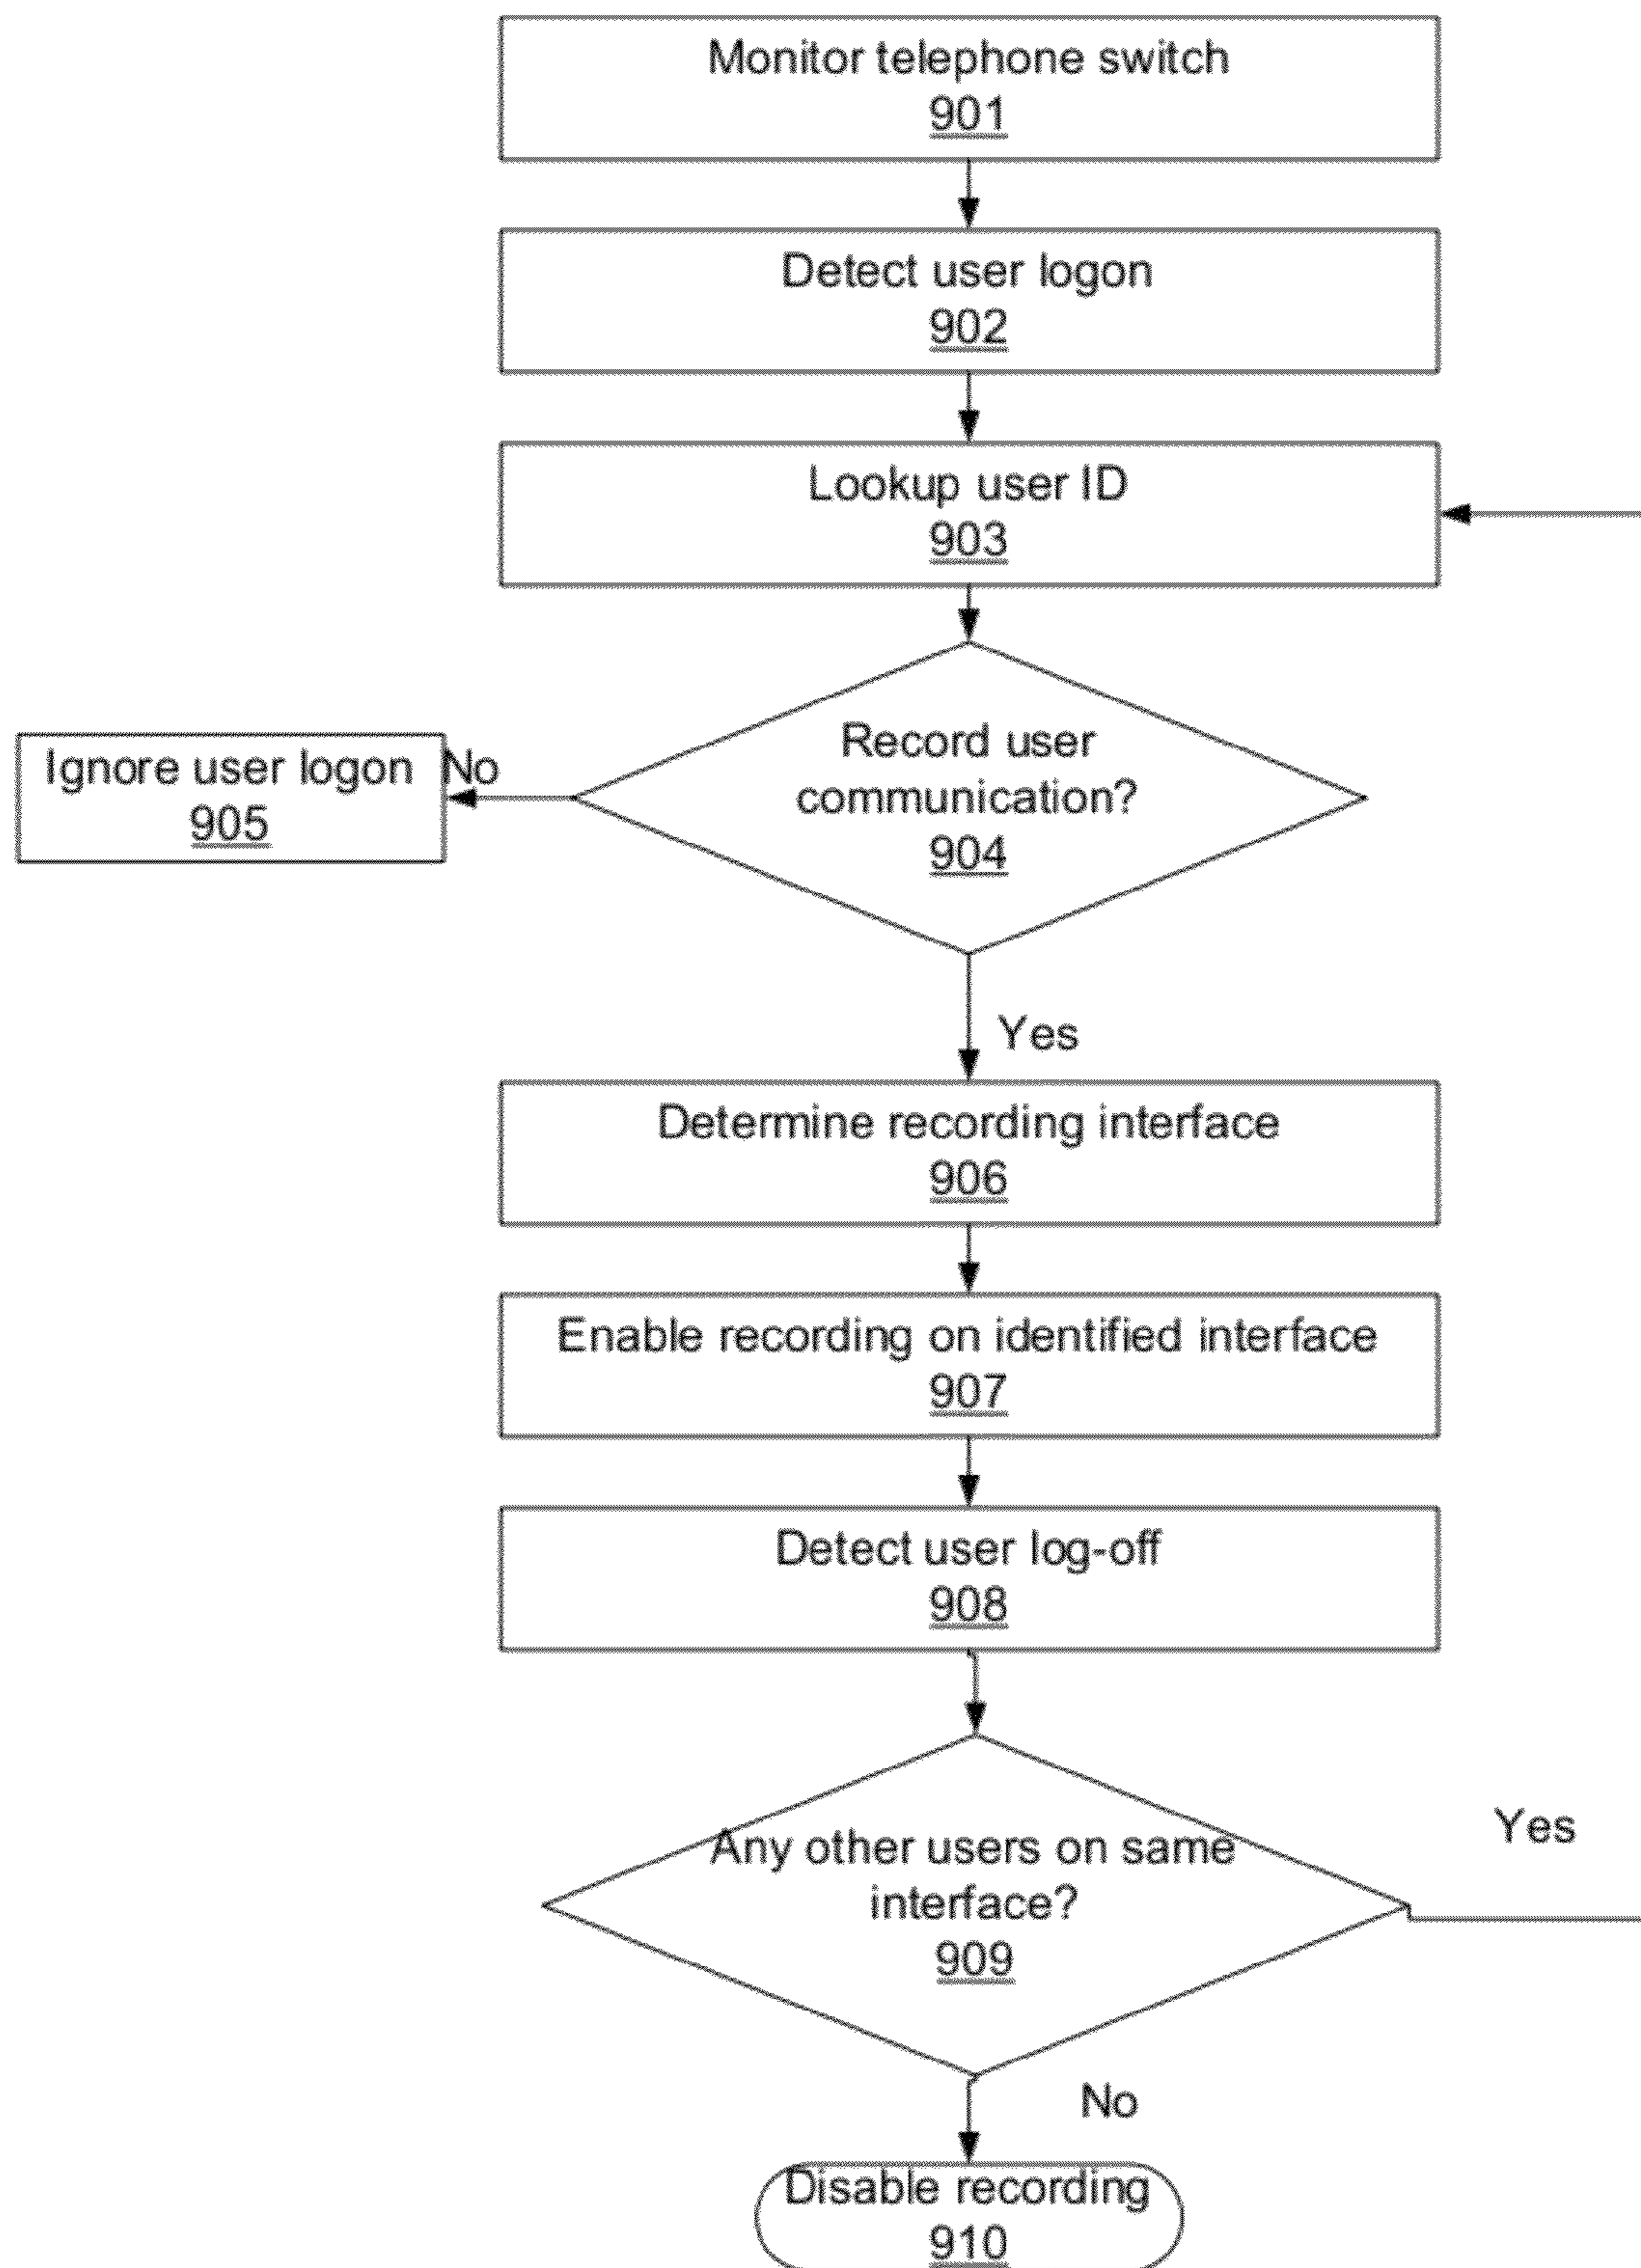 Monitor telephone switch
901
Detect user logon
902
Lookup user ID
903
Record user
communication?
904
Ignore user logon
905
No
Yes
Determine recording interface
906
Enable recording on identified interface
907
Detect user log-off
908
Any other users on same
interface?
909
Yes
No
Disable recording
910